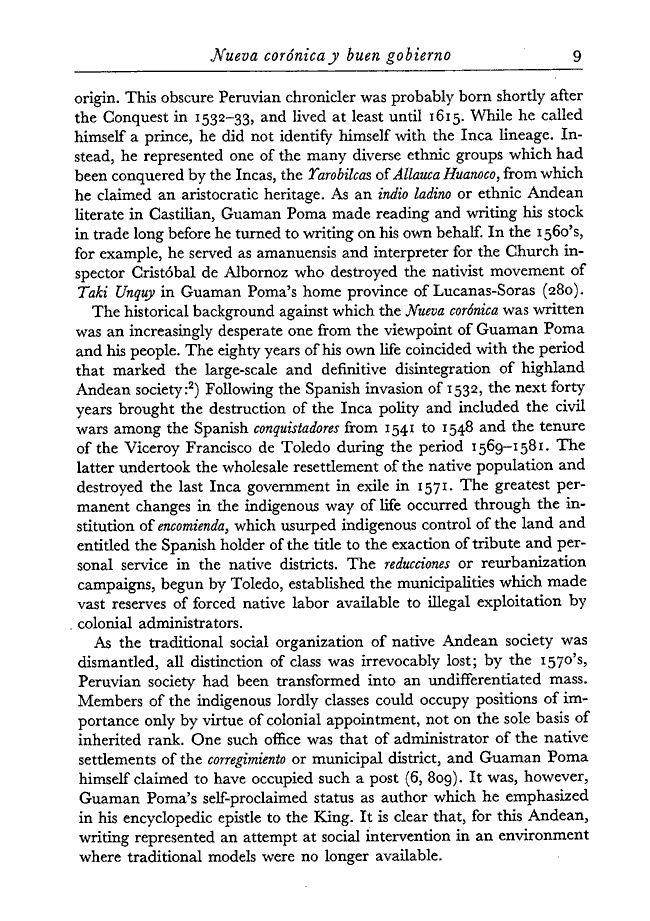 Nueva corónica y buen gobierno 9
origin. This obscure Peruvian chronicler was probably born shortly after
the Conquest in 1532–33, and lived at least until 1615. While he called
himself a prince, he did not identify himself with the Inca lineage. In-
stead, he represented one of the many diverse ethnic groups which had
been conquered by the Incas, the Yarobilcas of Allauca Huanoco, from which
he claimed an aristocratic heritage. As an indio ladino or ethnic Andean
literate in Castilian, Guaman Poma made reading and writing his stock
in trade long before he turned to writing on his own behalf. In the 1560's,
for example, he served as amanuensis and interpreter for the Church in-
spector Cristóbal de Albornoz who destroyed the nativist movement of
Taki Unquy in Guaman Poma's home province of Lucanas-Soras (280).
The historical background against which the Nueva corónica was written
was an increasingly desperate one from the viewpoint of Guaman Poma
and his people. The eighty years of his own life coincided with the period
that marked the large-scale and definitive disintegration of highland
Andean society:²) Following the Spanish invasion of 1532, the next forty
years brought the destruction of the Inca polity and included the civil
wars among the Spanish conquistadores from 1541 to 1548 and the tenure
of the Viceroy Francisco de Toledo during the period 1569–1581. The
latter undertook the wholesale resettlement of the native population and
destroyed the last Inca government in exile in 1571. The greatest per-
manent changes in the indigenous way of life occurred through the in-
stitution of encomienda, which usurped indigenous control of the land and
entitled the Spanish holder of the title to the exaction of tribute and per-
sonal service in the native districts. The reducciones or reurbanization
campaigns, begun by Toledo, established the municipalities which made
vast reserves of forced native labor available to illegal exploitation by
colonial administrators.
As the traditional social organization of native Andean society was
dismantled, all distinction of class was irrevocably lost; by the 1570's,
Peruvian society had been transformed into an undifferentiated mass.
Members of the indigenous lordly classes could occupy positions of im-
portance only by virtue of colonial appointment, not on the sole basis of
inherited rank. One such office was that of administrator of the native
settlements of the corregimiento or municipal district, and Guaman Poma
himself claimed to have occupied such a post (6, 809). It was, however,
Guaman Poma's self-proclaimed status as author which he emphasized
in his encyclopedic epistle to the King. It is clear that, for this Andean,
writing represented an attempt at social intervention in an environment
where traditional models were no longer available.